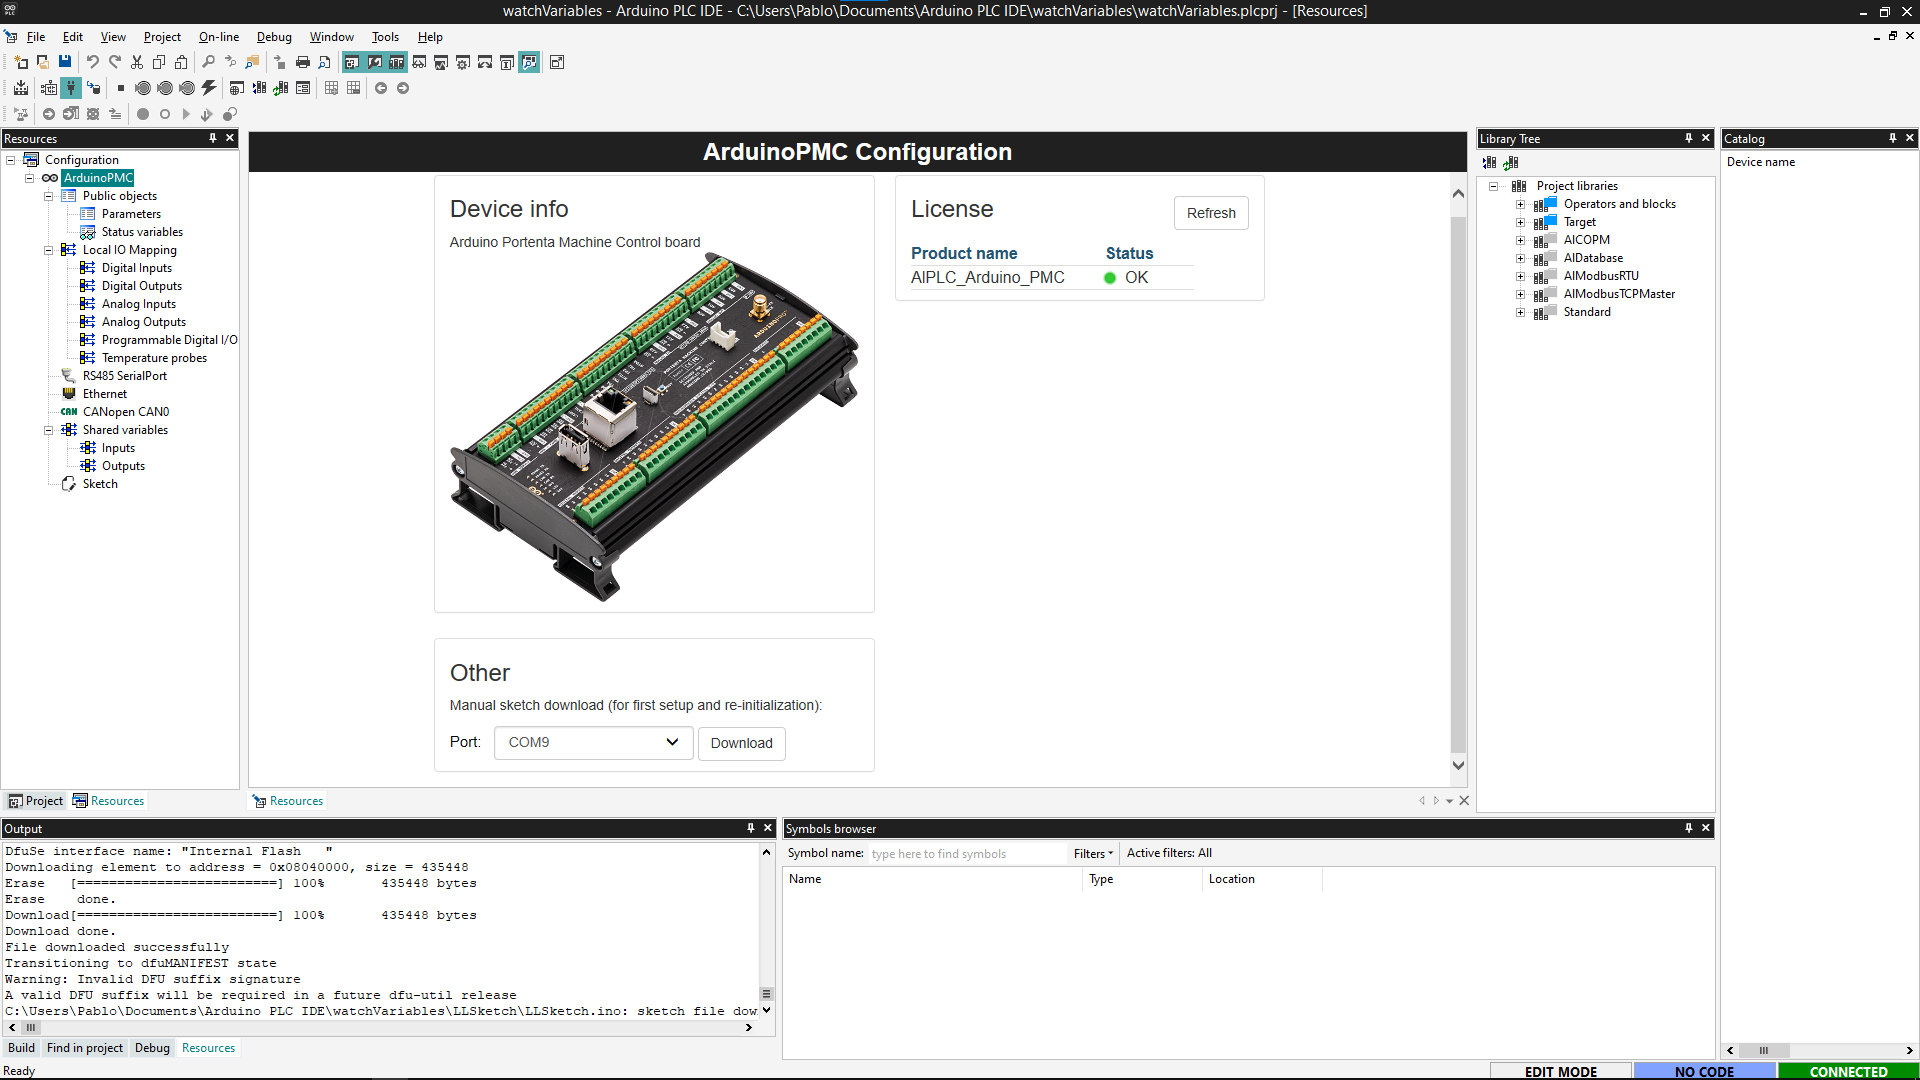 watchVariables - Arduino PLC IDE - C:\Users\Pablo\Documents\Arduino PLC IDE\watchVariables\watchVariables.plcprj - [Resources]
File Edit View Project On-line Debug Window Tools Help
Resources
Configuration
ArduinoPMC
Public objects
Parameters
Status variables
Local IO Mapping
Digital Inputs
Digital Outputs
Analog Inputs
Analog Outputs
Programmable Digital I/O
Temperature probes
RS485 SerialPort
Ethernet
CAN CANopen CAN0
Shared variables
Inputs
Outputs
Sketch
Project Resources
ArduinoPMC Configuration
Device info
Arduino Portenta Machine Control board
License
Refresh
Product name Status
AIPLC_Arduino_PMC OK
Other
Manual sketch download (for first setup and re-initialization):
Port: COM9 Download
Resources
Library Tree
Project libraries
Operators and blocks
Target
AICOPM
AIDatabase
AIModbusRTU
AIModbusTCPMaster
Standard
Catalog
Device name
Output
DfuSe interface name: "Internal Flash   "
Downloading element to address = 0x08040000, size = 435448
Erase   [=========================] 100%       435448 bytes
Erase    done.
Download[=========================] 100%       435448 bytes
Download done.
File downloaded successfully
Transitioning to dfuMANIFEST state
Warning: Invalid DFU suffix signature
A valid DFU suffix will be required in a future dfu-util release
C:\Users\Pablo\Documents\Arduino PLC IDE\watchVariables\LLSketch\LLSketch.ino: sketch file dow
Build Find in project Debug Resources
Symbols browser
Symbol name: type here to find symbols Filters Active filters: All
Name Type Location
Ready
EDIT MODE NO CODE CONNECTED